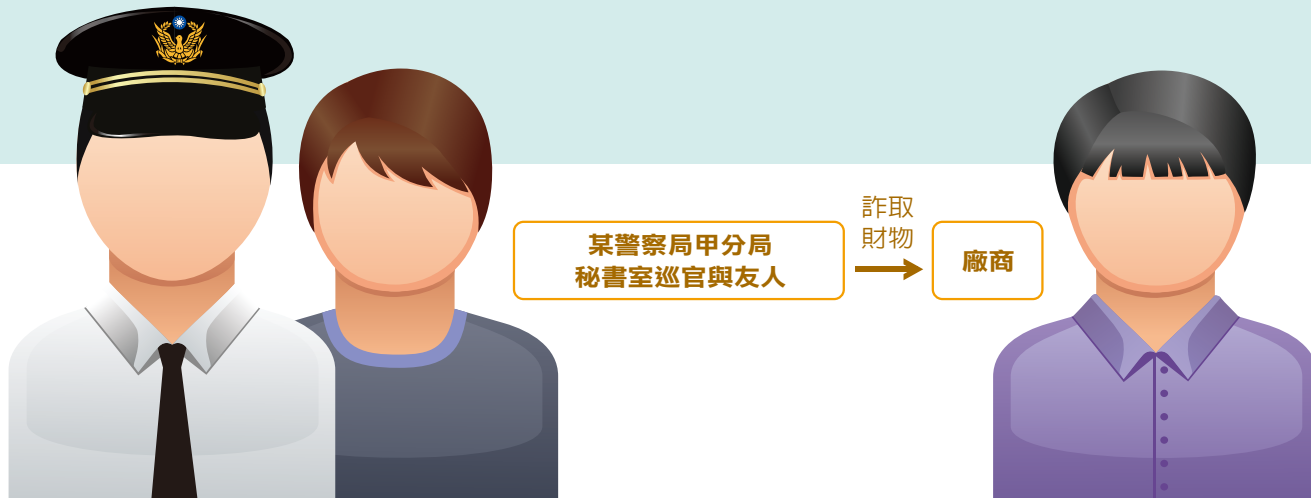 某警察局甲分局
秘書室巡官與友人
詐取
財物
廠商